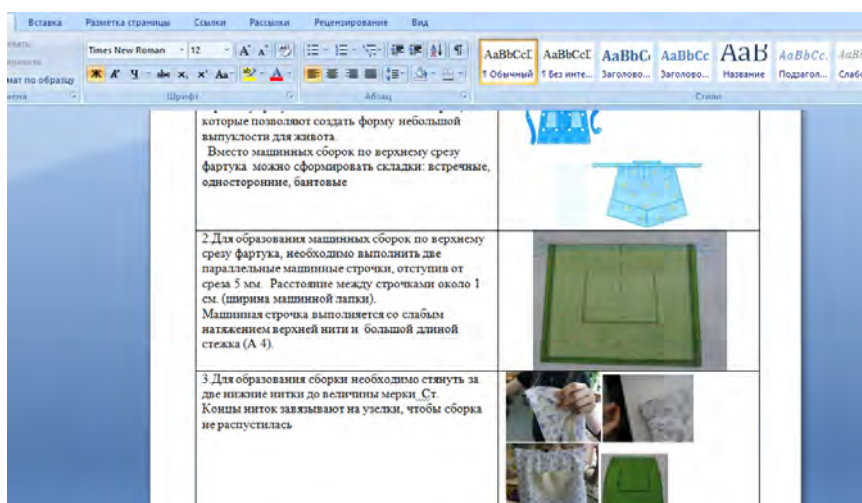 Вставка Разметка страницы Ссылки Рассылки Рецензирование Вид
Times New Roman 12
мат по образцу
Шрифт Абзац Стили
AaBbCcI AaBbCcI AaBbC AaBbCc AaB AaBbCc.
¶ Обычный ¶ Без инте... Заголово... Заголово... Название Подзагол...
которые позволяют создать форму небольшой
выпуклости для живота.
Вместо машинных сборок по верхнему срезу
фартука можно сформировать складки: встречные,
односторонние, бантовые
2.Для образования машинных сборок по верхнему
срезу фартука, необходимо выполнить две
параллельные машинные строчки, отступив от
среза 5 мм. Расстояние между строчками около 1
см. (ширина машинной лапки).
Машинная строчка выполняется со слабым
натяжением верхней нити и большой длиной
стежка (А 4).
3.Для образования сборки необходимо стянуть за
две нижние нитки до величины мерки Ст.
Концы ниток завязывают на узелки, чтобы сборка
не распустилась